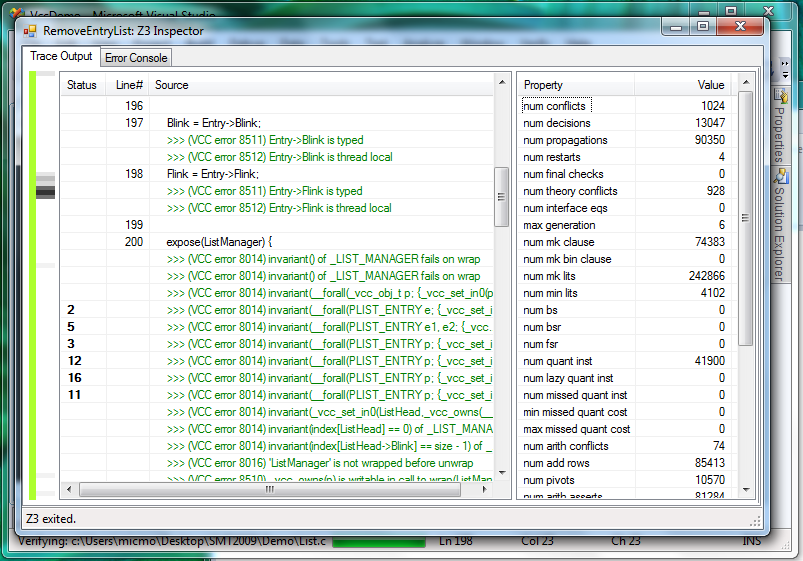 VccDemo - Microsoft Visual Studio
RemoveEntryList: Z3 Inspector
Trace Output
Error Console
Status Line# Source
196
197 Blink = Entry->Blink;
>>> (VCC error 8511) Entry->Blink is typed
>>> (VCC error 8512) Entry->Blink is thread local
198 Flink = Entry->Flink;
>>> (VCC error 8511) Entry->Flink is typed
>>> (VCC error 8512) Entry->Flink is thread local
199
200 expose(ListManager) {
>>> (VCC error 8014) invariant() of _LIST_MANAGER fails on wrap
>>> (VCC error 8014) invariant() of _LIST_MANAGER fails on wrap
>>> (VCC error 8014) invariant(__forall(_vcc_obj_t p; {_vcc_set_in0(p
2 >>> (VCC error 8014) invariant(__forall(PLIST_ENTRY e; {_vcc_set_i
5 >>> (VCC error 8014) invariant(__forall(PLIST_ENTRY e1, e2; {_vcc.
3 >>> (VCC error 8014) invariant(__forall(PLIST_ENTRY p; {_vcc_set_i
12 >>> (VCC error 8014) invariant(__forall(PLIST_ENTRY p; {_vcc_set_i
16 >>> (VCC error 8014) invariant(__forall(PLIST_ENTRY p; {_vcc_set_i
11 >>> (VCC error 8014) invariant(__forall(PLIST_ENTRY p; {_vcc_set_i
>>> (VCC error 8014) invariant(_vcc_set_in0(ListHead,_vcc_owns(__
>>> (VCC error 8014) invariant(index[ListHead] == 0) of _LIST_MAN
>>> (VCC error 8014) invariant(index[ListHead->Blink] == size - 1) of _
>>> (VCC error 8016) 'ListManager' is not wrapped before unwrap
>>> (VCC error 8510) _vcc_owns(p) is writable in call to wrap(ListMan
Property Value
num conflicts 1024
num decisions 13047
num propagations 90350
num restarts 4
num final checks 0
num theory conflicts 928
num interface eqs 0
max generation 6
num mk clause 74383
num mk bin clause 0
num mk lits 242866
num min lits 4102
num bs 0
num bsr 0
num fsr 0
num quant inst 41900
num lazy quant inst 0
num missed quant inst 0
min missed quant cost 0
max missed quant cost 0
num arith conflicts 74
num add rows 85413
num pivots 10570
num arith asserts 81284
Properties
Solution Explorer
Z3 exited.
Verifying: c:\Users\micmo\Desktop\SMT2009\Demo\List.c Ln 198 Col 23 Ch 23 INS